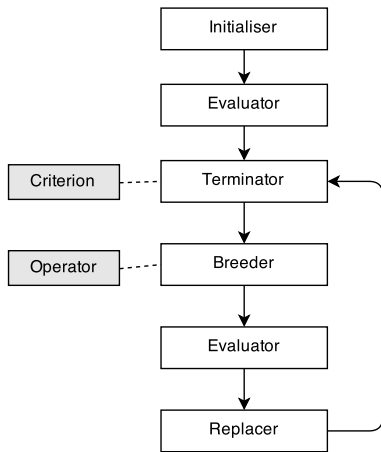 Initialiser
Evaluator
Criterion
Terminator
Operator
Breeder
Evaluator
Replacer